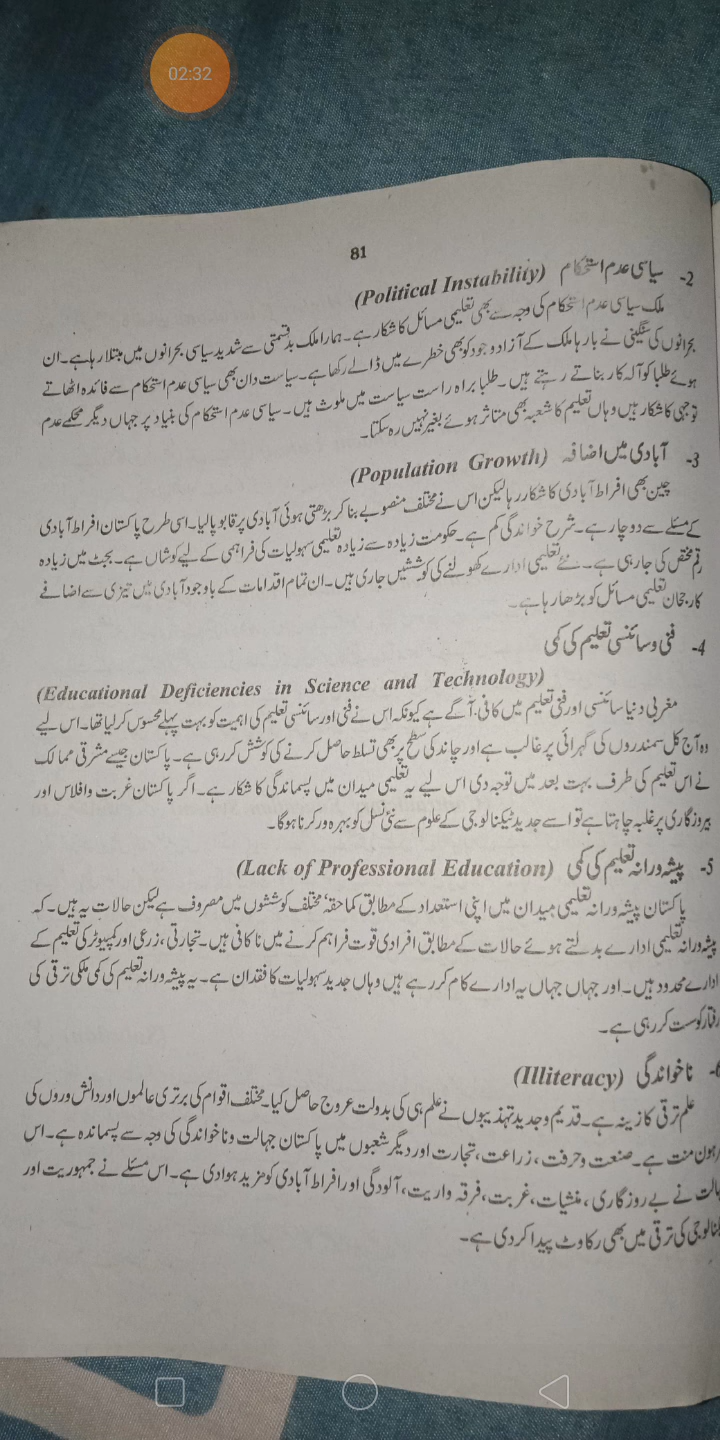 02:32
81
2- سیاسی عدم استحکام (Political Instability)
ملک سیاسی عدم استحکام کی وجہ سے بھی تعلیمی مسائل کا شکار ہے۔ ہمارا ملک بدقسمتی سے شدید سیاسی بحرانوں میں مبتلا رہا ہے۔ ان
بحرانوں کی سنگینی نے بارہا ملک کے آزاد وجود کو بھی خطرے میں ڈالے رکھا ہے۔ سیاست دان بھی سیاسی عدم استحکام سے فائدہ اٹھاتے
ہوئے طلبا کو آلہ کار بناتے رہتے ہیں۔ طلبا براہ راست سیاست میں ملوث ہیں۔ سیاسی عدم استحکام کی بنیاد پر جہاں دیگر محکمے عدم
توجہی کا شکار ہیں وہاں تعلیم کا شعبہ بھی متاثر ہوئے بغیر نہیں رہ سکتا۔
3- آبادی میں اضافہ (Population Growth)
چین بھی افراط آبادی کا شکار رہا لیکن اس نے مختلف منصوبے بنا کر بڑھتی ہوئی آبادی پر قابو پالیا۔ اسی طرح پاکستان افراط آبادی
کے مسئلے سے دوچار ہے۔ شرح خواندگی کم ہے۔ حکومت زیادہ سے زیادہ تعلیمی سہولیات کی فراہمی کے لیے کوشاں ہے۔ بجٹ میں زیادہ
رقم مختص کی جا رہی ہے۔ نئے تعلیمی ادارے کھولنے کی کوششیں جاری ہیں۔ ان تمام اقدامات کے باوجود آبادی میں تیزی سے اضافے
کا رجحان تعلیمی مسائل کو بڑھا رہا ہے۔
4- فنی و سائنسی تعلیم کی کمی
(Educational Deficiencies in Science and Technology)
مغربی دنیا سائنسی اور فنی تعلیم میں کافی آگے ہے کیونکہ اس نے فنی اور سائنسی تعلیم کی اہمیت کو بہت پہلے محسوس کر لیا تھا۔ اس لیے
وہ آج کل سمندروں کی گہرائی پر غالب ہے اور چاند کی سطح پر بھی تسلط حاصل کرنے کی کوشش کر رہی ہے۔ پاکستان جیسے مشرقی ممالک
نے اس تعلیم کی طرف بہت بعد میں توجہ دی اس لیے یہ تعلیمی میدان میں پسماندگی کا شکار ہے۔ اگر پاکستان غربت و افلاس اور
بیروزگاری پر غلبہ چاہتا ہے تو اسے جدید ٹیکنالوجی کے علوم سے نئی نسل کو بہرہ ور کرنا ہوگا۔
5- پیشہ ورانہ تعلیم کی کمی (Lack of Professional Education)
پاکستان پیشہ ورانہ تعلیمی میدان میں اپنی استعداد کے مطابق کماحقہٗ مختلف کوششوں میں مصروف ہے لیکن حالات یہ ہیں۔ کہ
پیشہ ورانہ تعلیمی ادارے بدلتے ہوئے حالات کے مطابق افرادی قوت فراہم کرنے میں ناکافی ہیں۔ تجارتی، زرعی اور کمپیوٹر کی تعلیم کے
ادارے محدود ہیں۔ اور جہاں جہاں یہ ادارے کام کر رہے ہیں وہاں جدید سہولیات کا فقدان ہے۔ یہ پیشہ ورانہ تعلیم کی کمی ملکی ترقی کی
رفتار کو سست کر رہی ہے۔
6- ناخواندگی (Illiteracy)
علم ترقی کا زینہ ہے۔ قدیم و جدید تہذیبوں نے علم ہی کی بدولت عروج حاصل کیا۔ مختلف اقوام کی برتری عالموں اور دانش وروں کی
مرہون منت ہے۔ صنعت و حرفت، زراعت، تجارت اور دیگر شعبوں میں پاکستان جہالت و ناخواندگی کی وجہ سے پسماندہ ہے۔ اس
جہالت نے بے روزگاری، منشیات، غربت، فرقہ واریت، آلودگی اور افراط آبادی کو مزید ہوا دی ہے۔ اس مسئلے نے جمہوریت اور
ٹیکنالوجی کی ترقی میں بھی رکاوٹ پیدا کر دی ہے۔